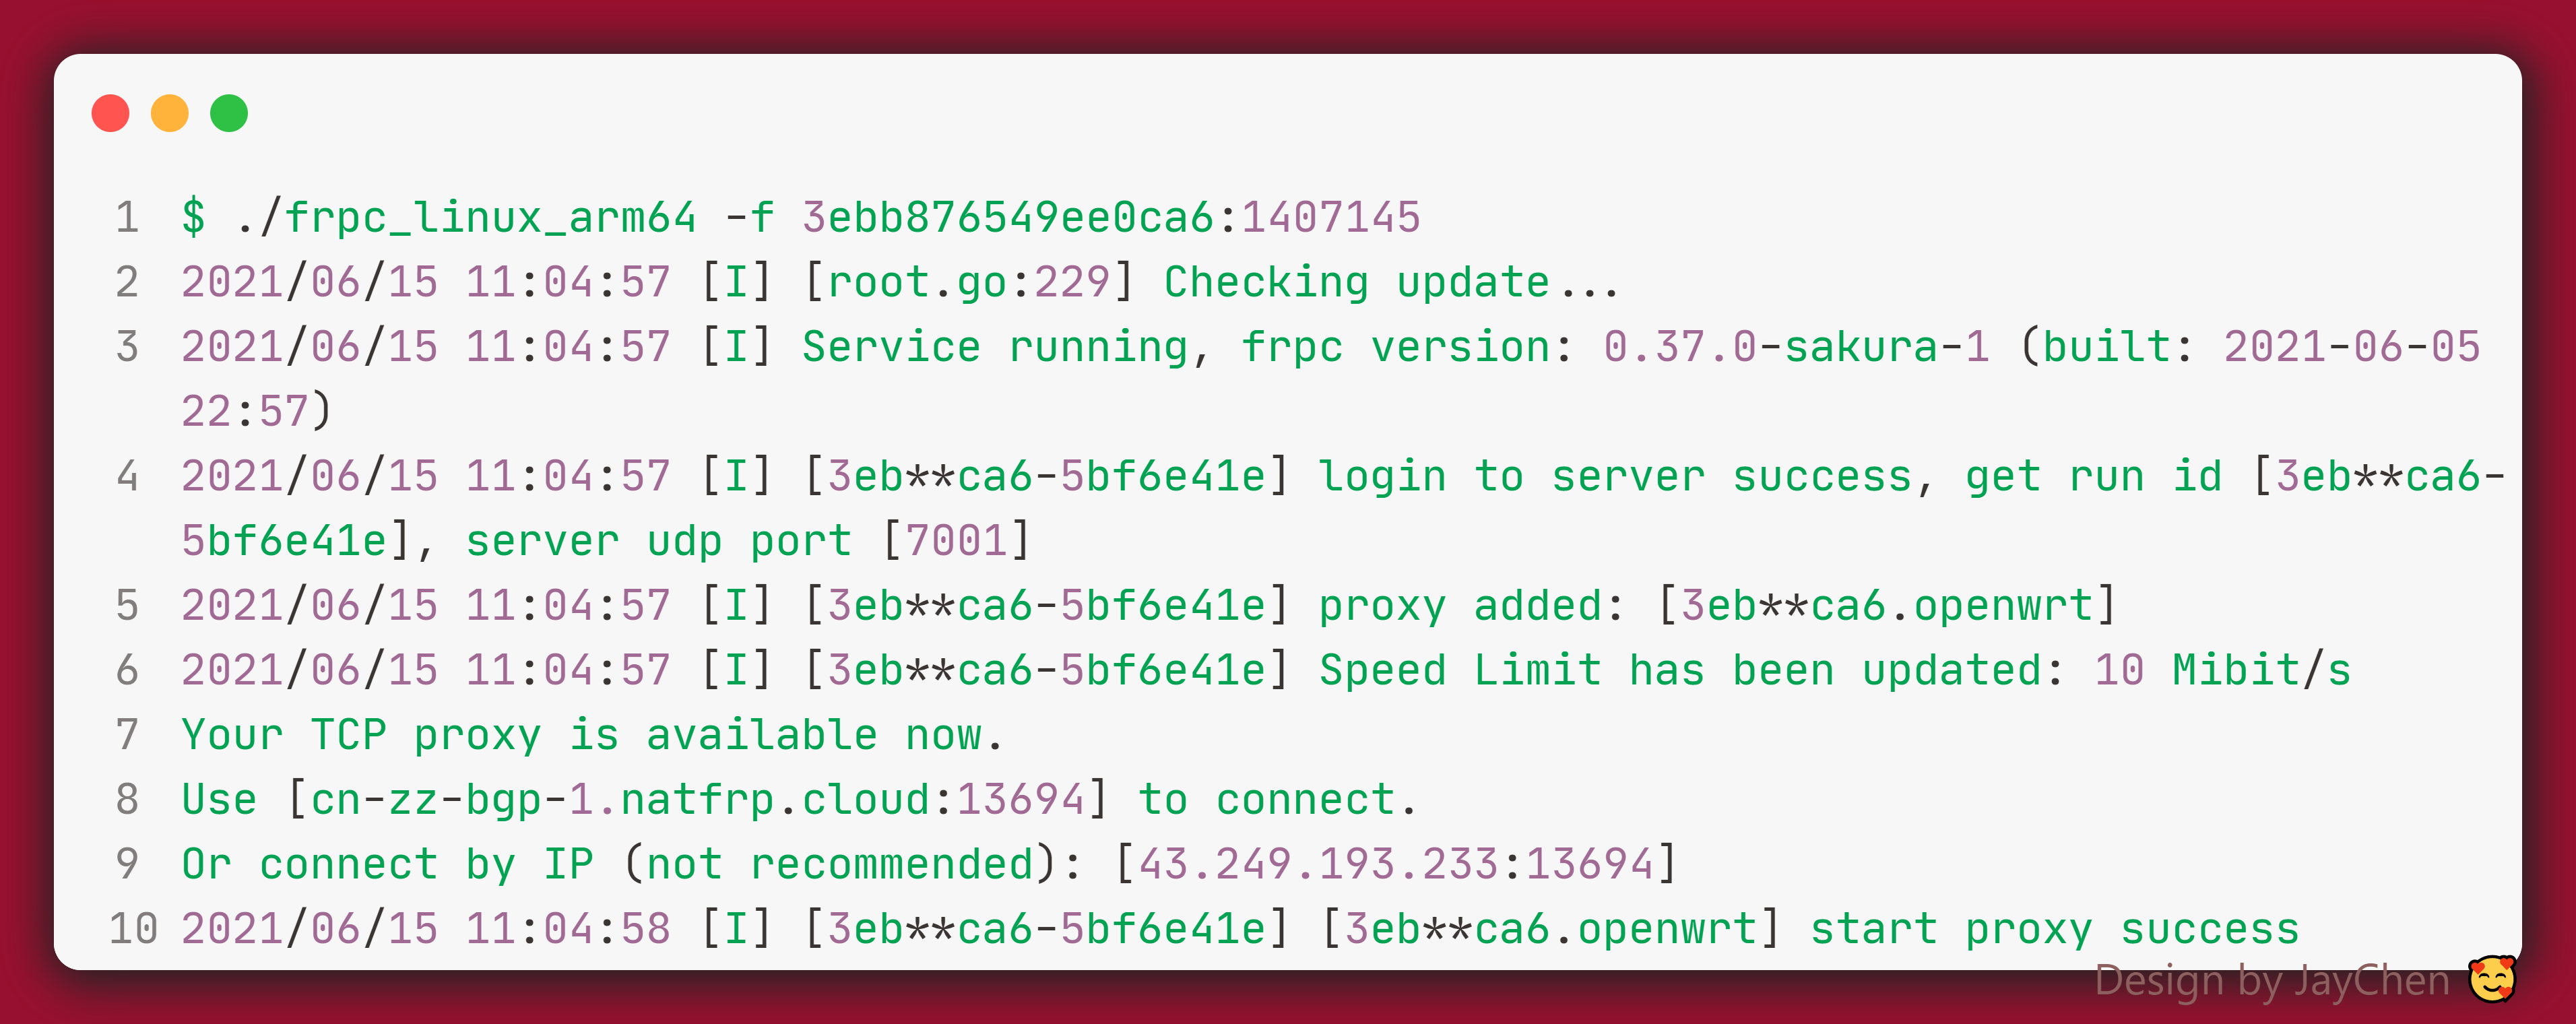 1 $ ./frpc_linux_arm64 -f 3ebb876549ee0ca6:1407145
2 2021/06/15 11:04:57 [I] [root.go:229] Checking update...
3 2021/06/15 11:04:57 [I] Service running, frpc version: 0.37.0-sakura-1 (built: 2021-06-05
22:57)
4 2021/06/15 11:04:57 [I] [3eb**ca6-5bf6e41e] login to server success, get run id [3eb**ca6-
5bf6e41e], server udp port [7001]
5 2021/06/15 11:04:57 [I] [3eb**ca6-5bf6e41e] proxy added: [3eb**ca6.openwrt]
6 2021/06/15 11:04:57 [I] [3eb**ca6-5bf6e41e] Speed Limit has been updated: 10 Mibit/s
7 Your TCP proxy is available now.
8 Use [cn-zz-bgp-1.natfrp.cloud:13694] to connect.
9 Or connect by IP (not recommended): [43.249.193.233:13694]
10 2021/06/15 11:04:58 [I] [3eb**ca6-5bf6e41e] [3eb**ca6.openwrt] start proxy success
Design by JayChen 🥰